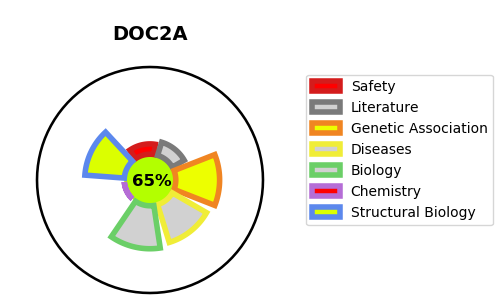 DOC2A
65%
Safety
Literature
Genetic Association
Diseases
Biology
Chemistry
Structural Biology